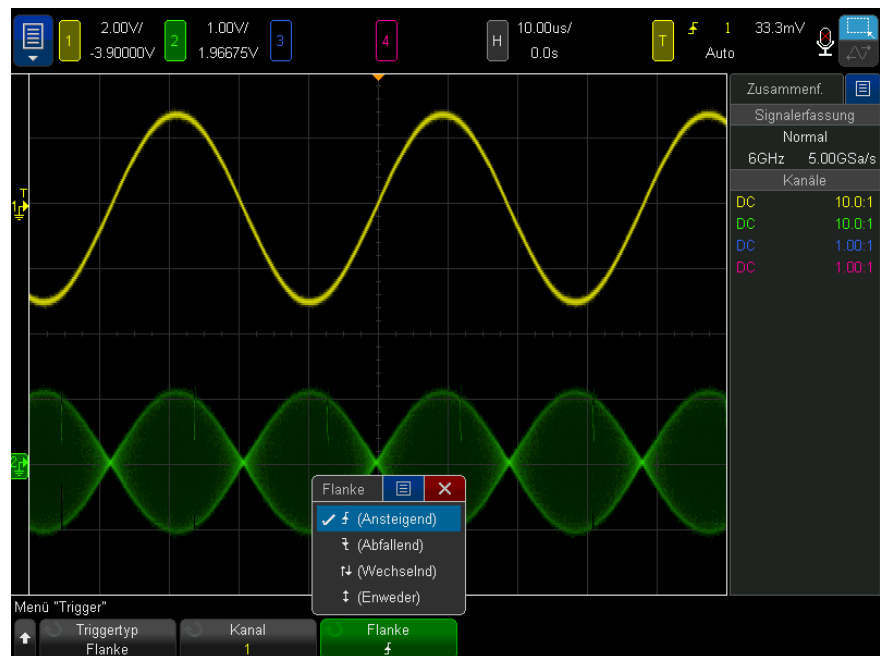 1 2.00V/ 2 1.00V/ 3 4 H 10.00us/ T 1 33.3mV
-3.90000V 1.96675V 0.0s Auto
Zusammenf.
Signalerfassung
Normal
6GHz 5.00GSa/s
Kanäle
DC 10.0:1
DC 10.0:1
DC 1.00:1
DC 1.00:1
T
1
2
Flanke
(Ansteigend)
(Abfallend)
(Wechselnd)
(Enweder)
Menü "Trigger"
Triggertyp Kanal Flanke
Flanke 1